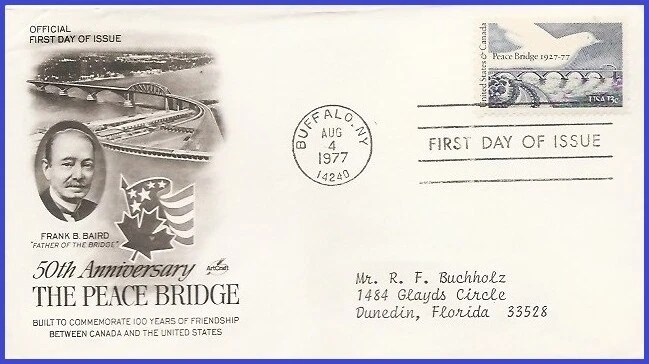 OFFICIAL
FIRST DAY OF ISSUE
FRANK B. BAIRD
"FATHER OF THE BRIDGE"
50th Anniversary
ArtCraft
THE PEACE BRIDGE
BUILT TO COMMEMORATE 100 YEARS OF FRIENDSHIP
BETWEEN CANADA AND THE UNITED STATES
BUFFALO, NY
AUG
4
1977
14240
United States & Canada
Peace Bridge 1927-77
USA 13c
FIRST DAY OF ISSUE
Mr. R. F. Buchholz
1484 Glayds Circle
Dunedin, Florida 33528